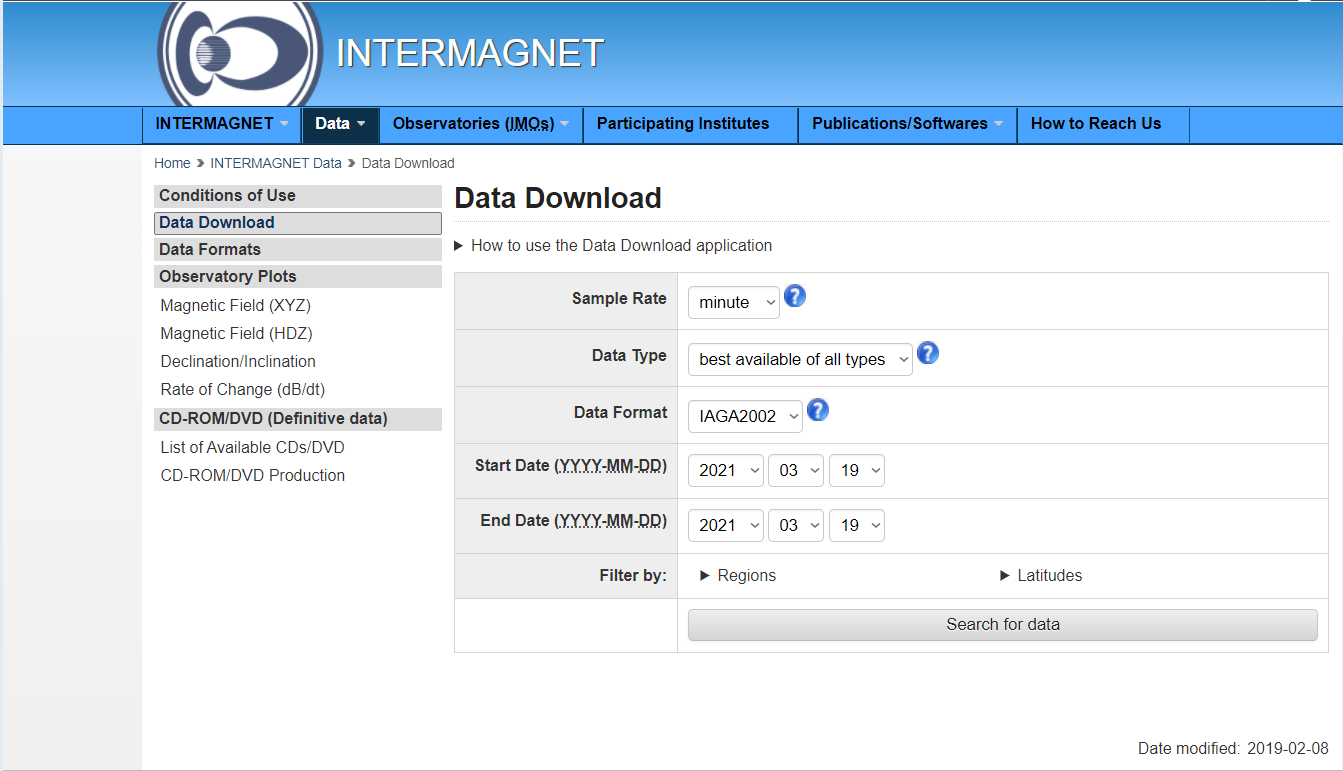 INTERMAGNET
INTERMAGNET Data Observatories (IMOs) Participating Institutes Publications/Softwares How to Reach Us
Home › INTERMAGNET Data › Data Download
Conditions of Use
Data Download
Data Formats
Observatory Plots
Magnetic Field (XYZ)
Magnetic Field (HDZ)
Declination/Inclination
Rate of Change (dB/dt)
CD-ROM/DVD (Definitive data)
List of Available CDs/DVD
CD-ROM/DVD Production
Data Download
How to use the Data Download application
Sample Rate minute ?
Data Type best available of all types ?
Data Format IAGA2002 ?
Start Date (YYYY-MM-DD) 2021 03 19
End Date (YYYY-MM-DD) 2021 03 19
Filter by: Regions Latitudes
Search for data
Date modified: 2019-02-08